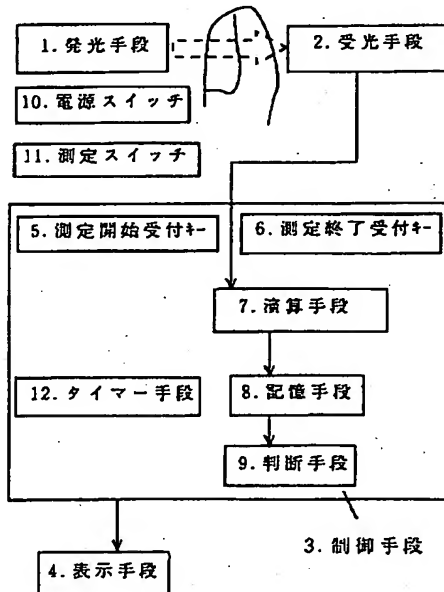 1.発光手段
2.受光手段
10.電源スイッチ
11.測定スイッチ
5.測定開始受付キー
6.測定終了受付キー
7.演算手段
12.タイマー手段
8.記憶手段
9.判断手段
3.制御手段
4.表示手段